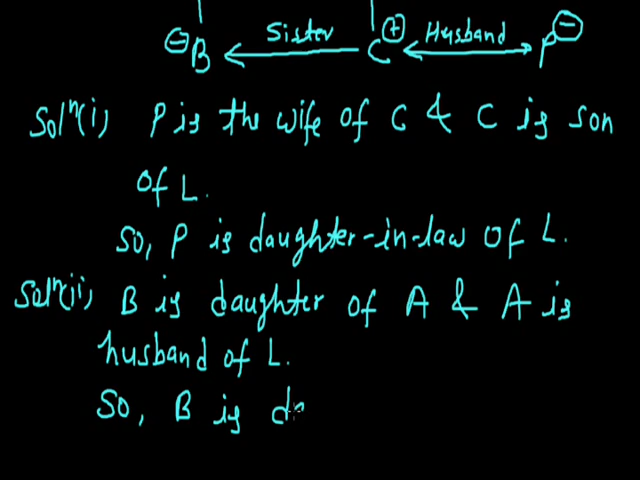 ⊖B Sister C⊕ Husband P⊖
Solⁿ(i) P is the wife of C & C is son
of L.
So, P is daughter-in-law of L.
Solⁿ(ii) B is daughter of A & A is
husband of L.
So, B is